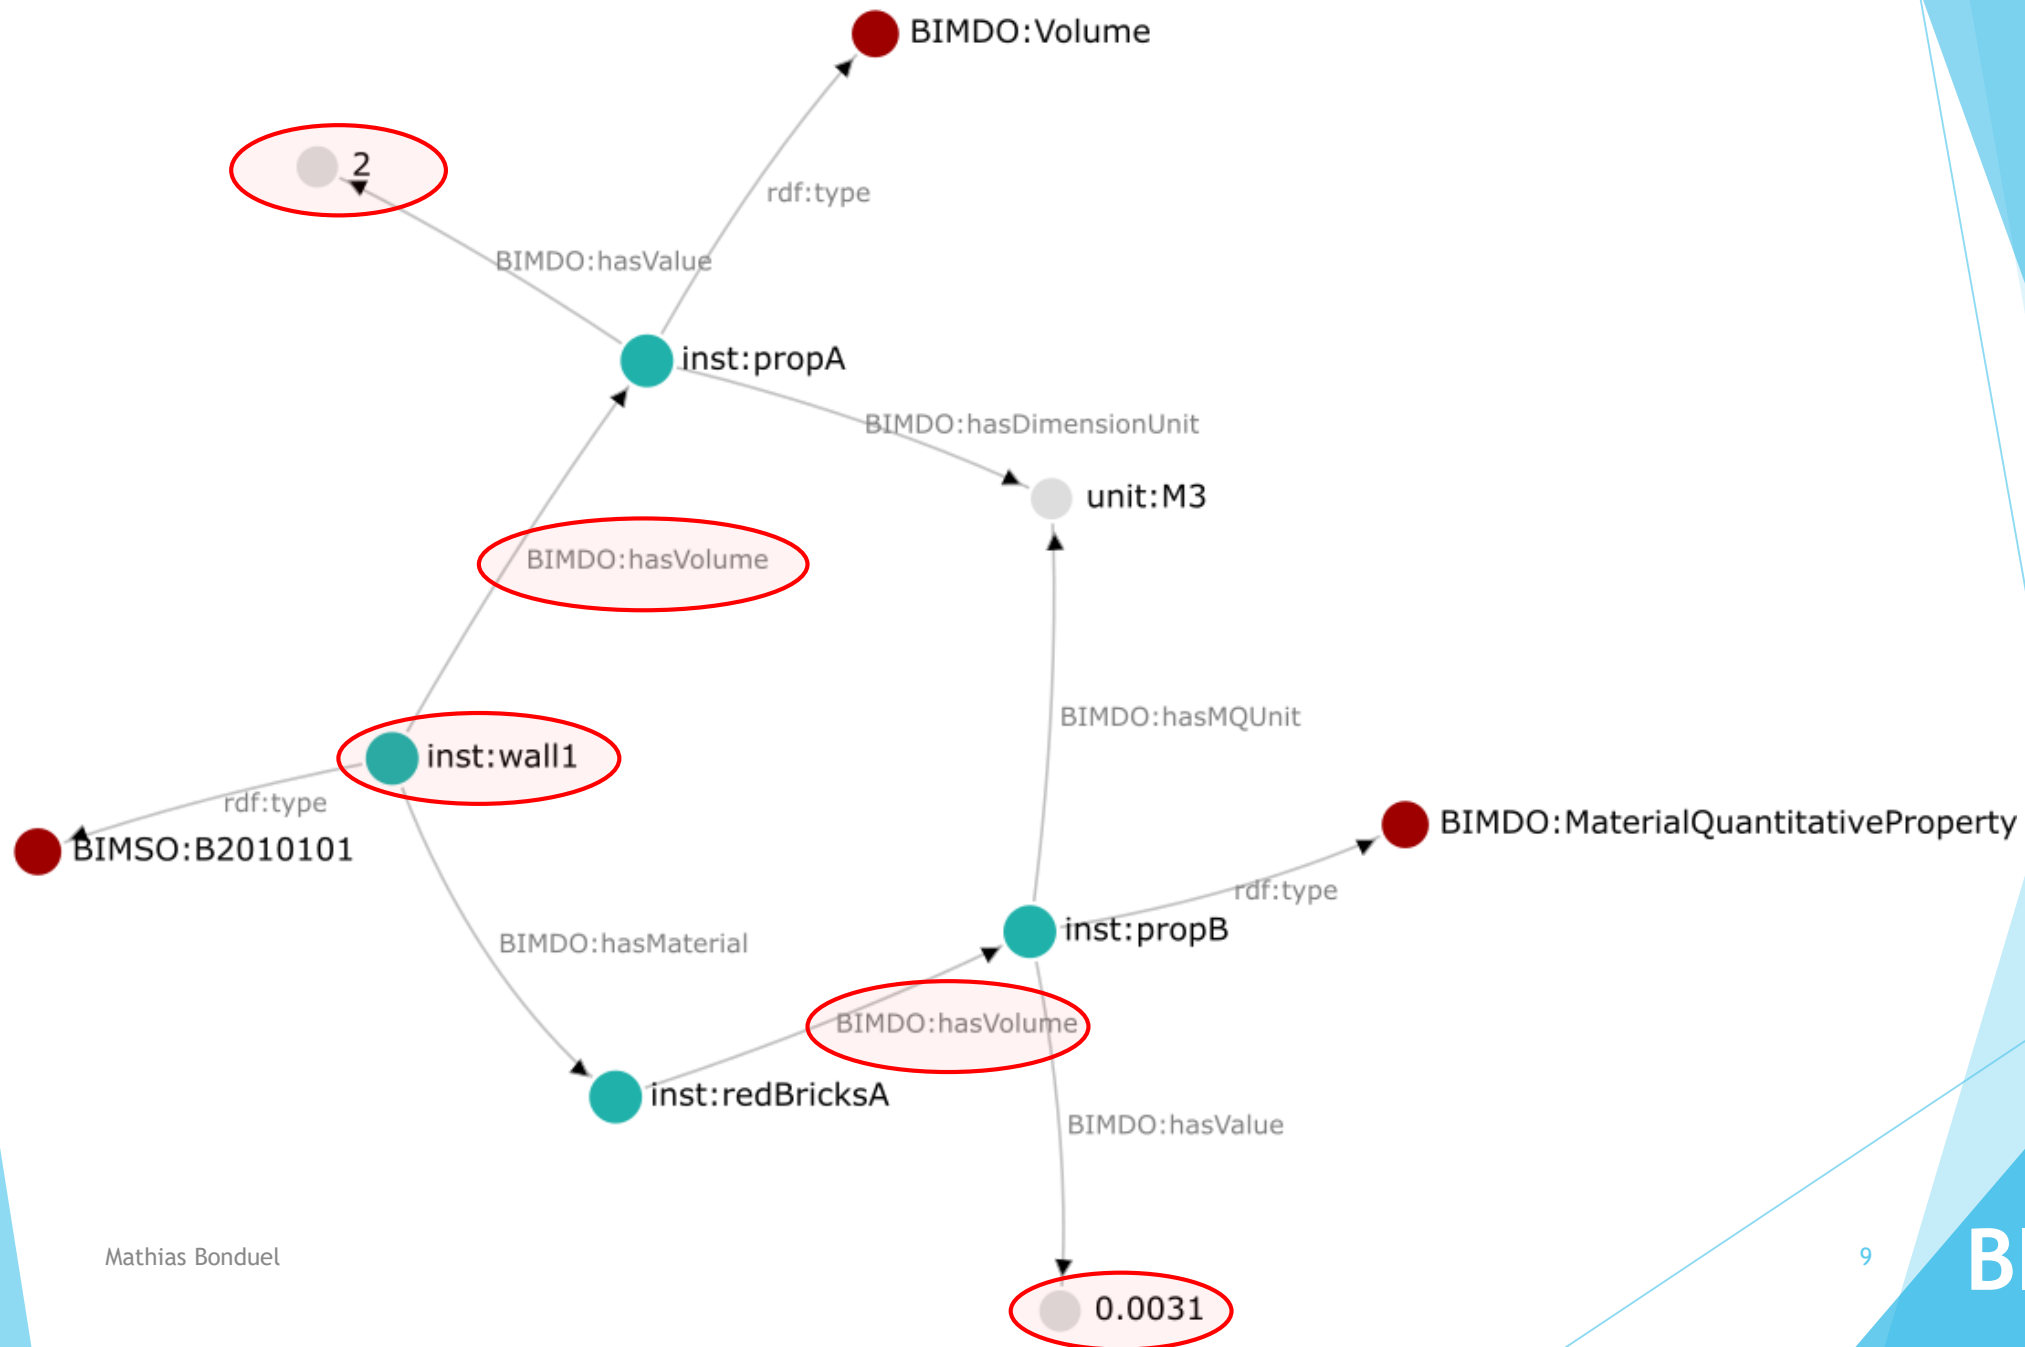 BIMDO:Volume
2
rdf:type
BIMDO:hasValue
inst:propA
BIMDO:hasDimensionUnit
unit:M3
BIMDO:hasVolume
BIMDO:hasMQUnit
inst:wall1
rdf:type
BIMSO:B2010101
BIMDO:MaterialQuantitativeProperty
rdf:type
inst:propB
BIMDO:hasMaterial
BIMDO:hasVolume
inst:redBricksA
BIMDO:hasValue
Mathias Bonduel
9
0.0031